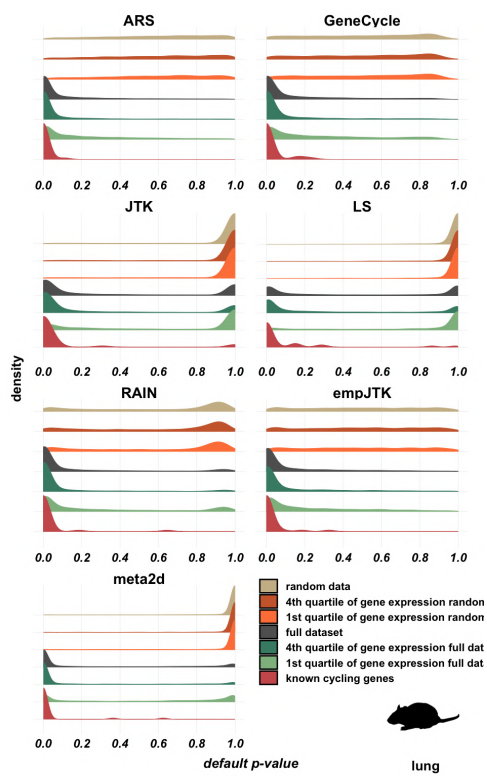 ARS GeneCycle
0.0 0.2 0.4 0.6 0.8 1.0 0.0 0.2 0.4 0.6 0.8 1.0
JTK LS
0.0 0.2 0.4 0.6 0.8 1.0 0.0 0.2 0.4 0.6 0.8 1.0
density
RAIN empJTK
0.0 0.2 0.4 0.6 0.8 1.0 0.0 0.2 0.4 0.6 0.8 1.0
meta2d
random data
4th quartile of gene expression random
1st quartile of gene expression random
full dataset
4th quartile of gene expression full dat
1st quartile of gene expression full dat
known cycling genes
0.0 0.2 0.4 0.6 0.8 1.0
default p-value
lung